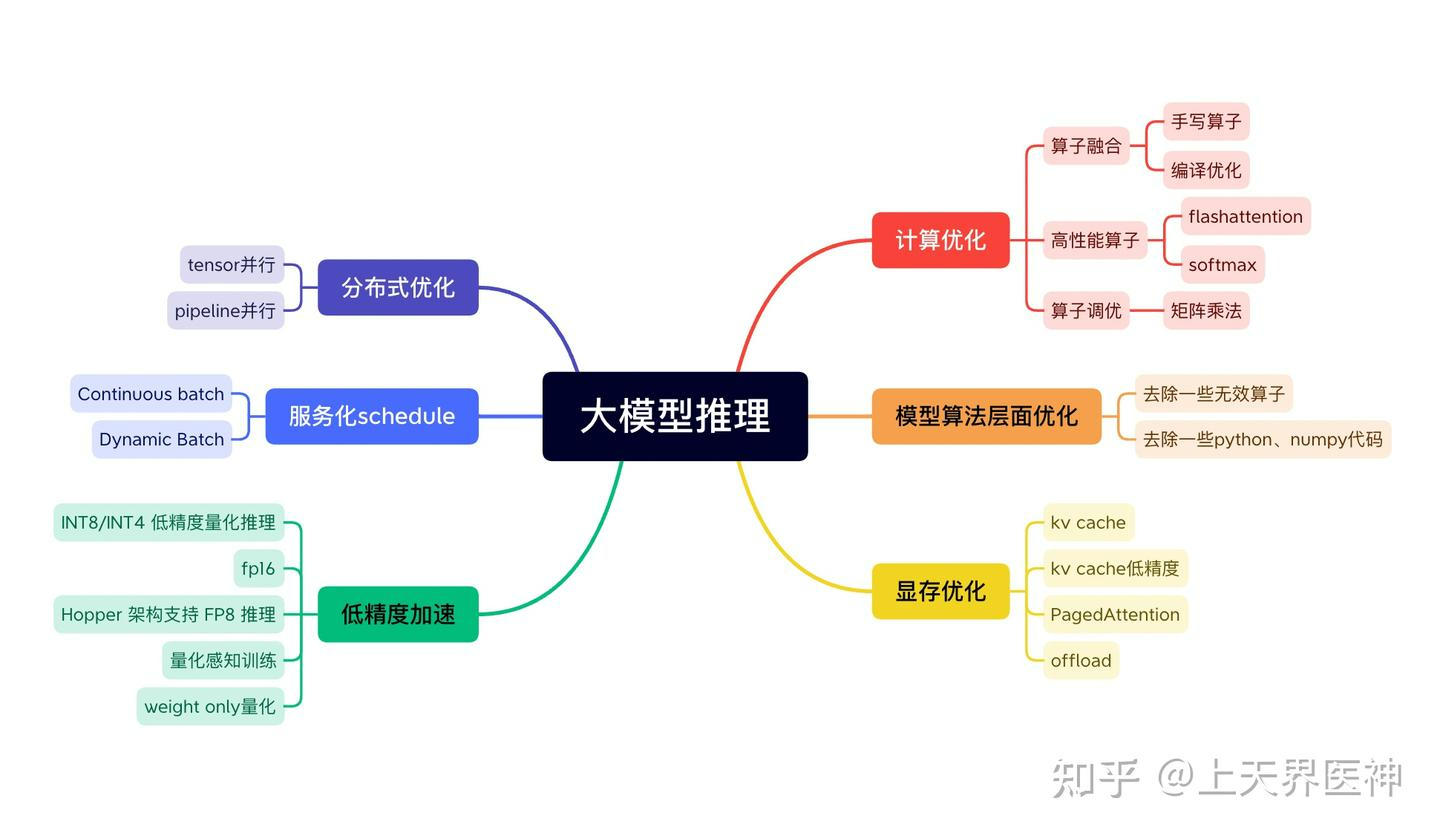 大模型推理
计算优化
算子融合
手写算子
编译优化
高性能算子
flashattention
softmax
算子调优
矩阵乘法
模型算法层面优化
去除一些无效算子
去除一些python、numpy代码
显存优化
kv cache
kv cache低精度
PagedAttention
offload
分布式优化
tensor并行
pipeline并行
服务化schedule
Continuous batch
Dynamic Batch
低精度加速
INT8/INT4 低精度量化推理
fp16
Hopper 架构支持 FP8 推理
量化感知训练
weight only量化
知乎 @上天界医神